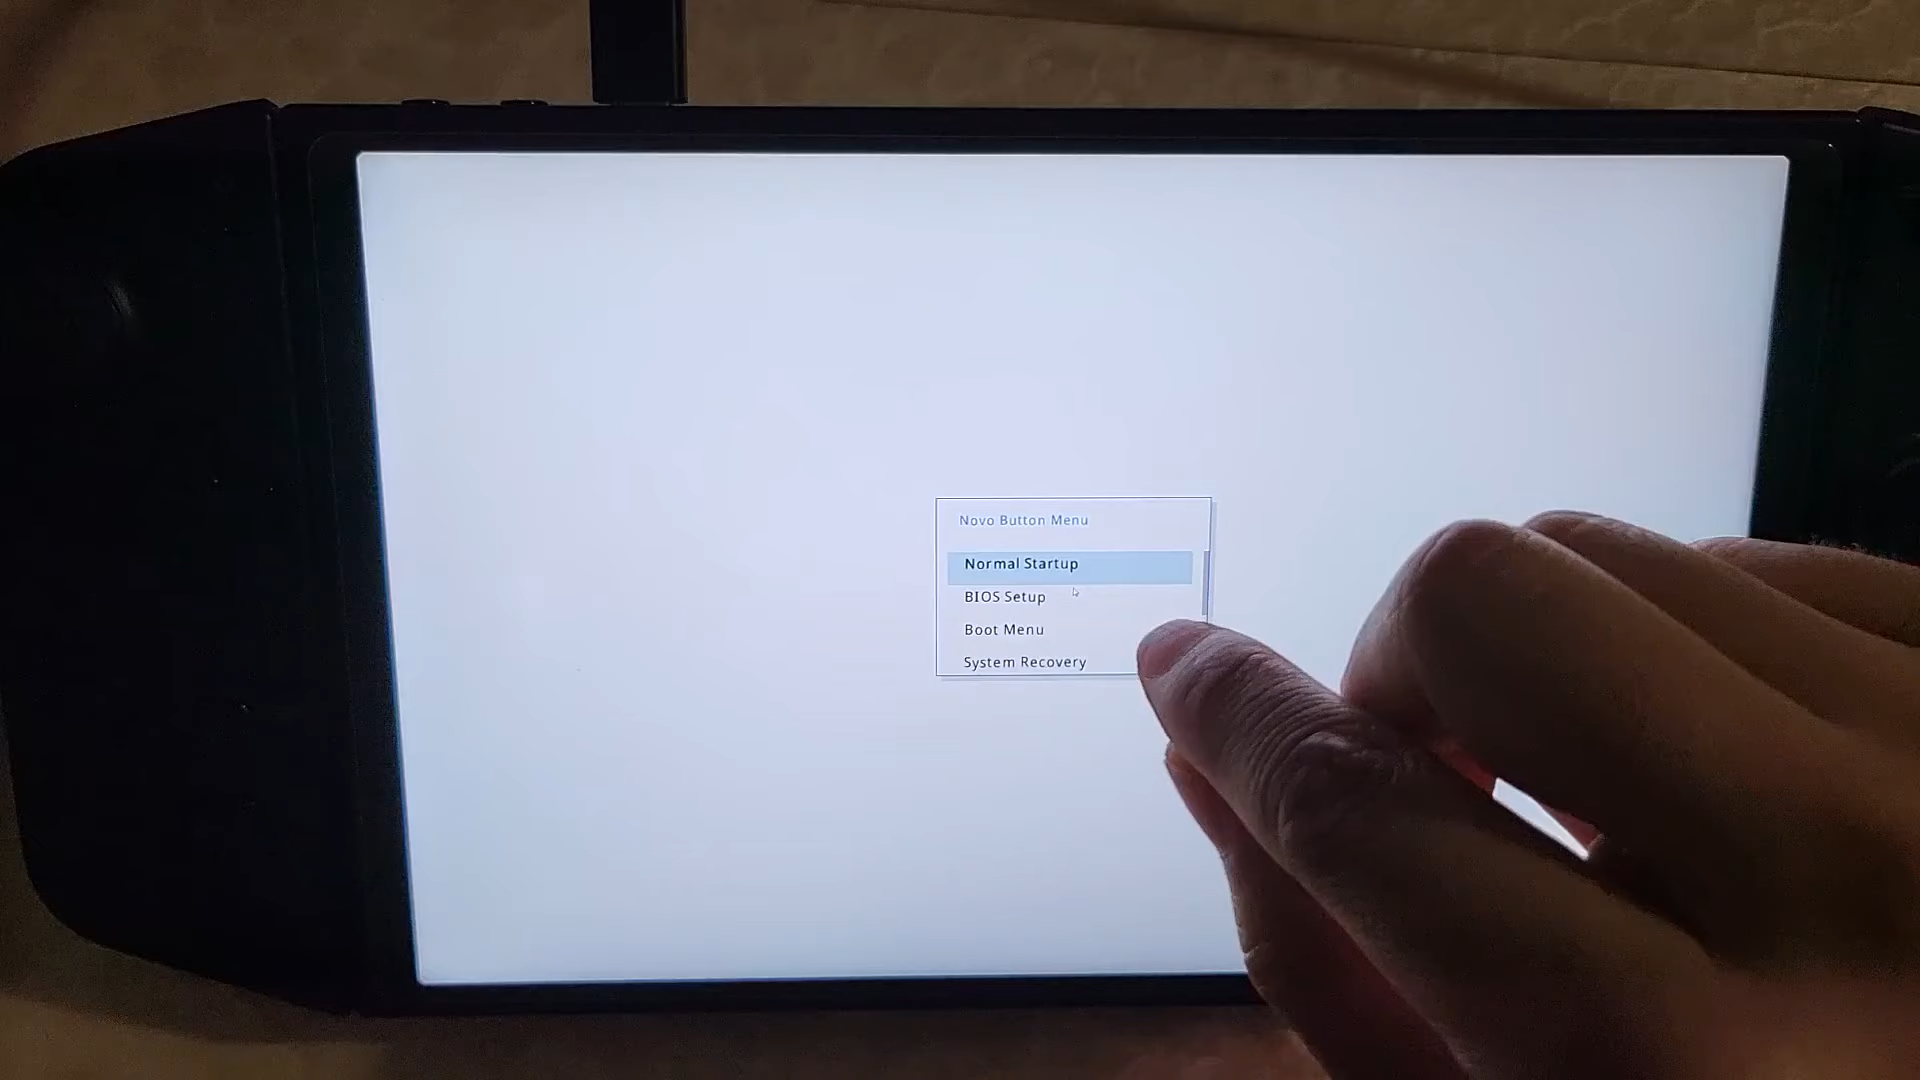 Novo Button Menu
Normal Startup
BIOS Setup
Boot Menu
System Recovery